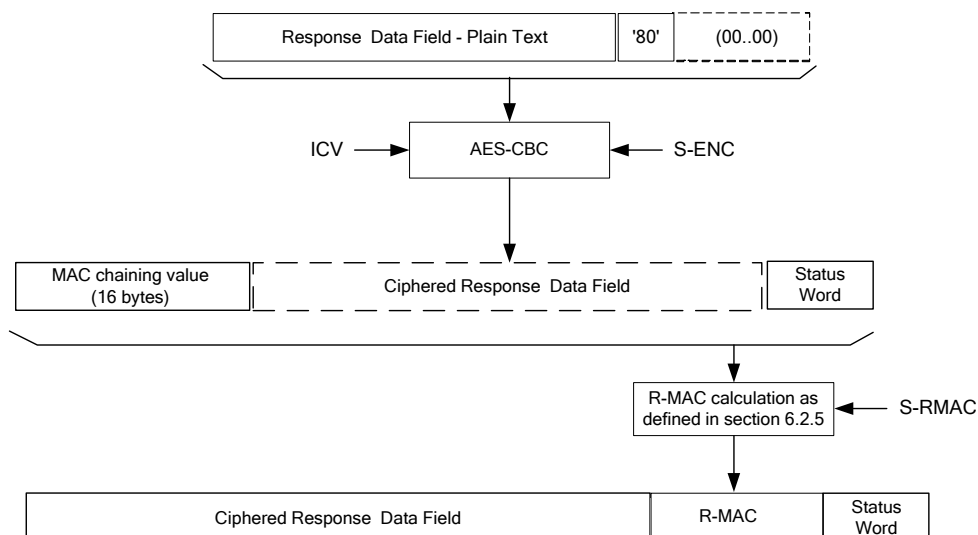 Response Data Field - Plain Text '80' (00..00)
ICV AES-CBC S-ENC
MAC chaining value
(16 bytes)
Ciphered Response Data Field
Status
Word
R-MAC calculation as
defined in section 6.2.5
S-RMAC
Ciphered Response Data Field
R-MAC
Status
Word